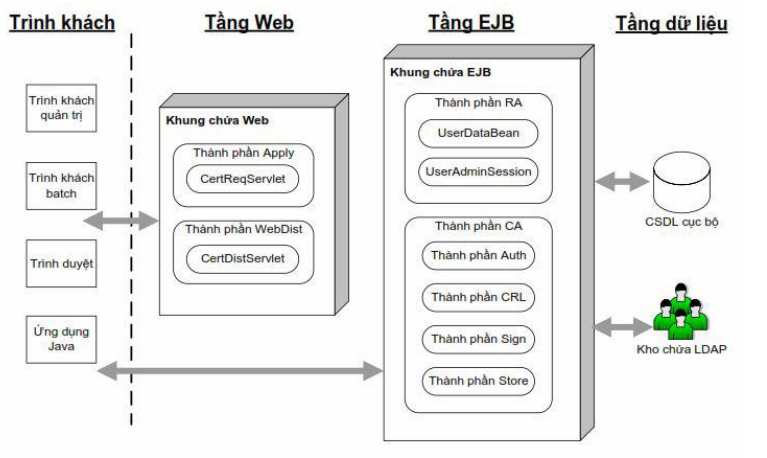 Trình khách
Tầng Web
Tầng EJB
Tầng dữ liệu
Trình khách
quản trị
Trình khách
batch
Trình duyệt
Ứng dụng
Java
Khung chứa Web
Thành phần Apply
CertReqServlet
Thành phần WebDist
CertDistServlet
Khung chứa EJB
Thành phần RA
UserDataBean
UserAdminSession
Thành phần CA
Thành phần Auth
Thành phần CRL
Thành phần Sign
Thành phần Store
CSDL cục bộ
Kho chứa LDAP